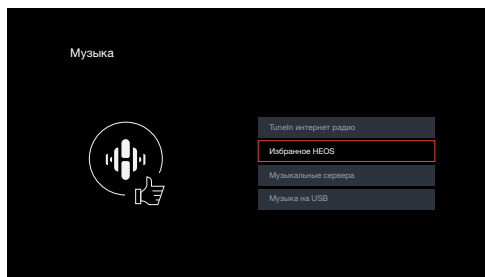 Музыка
TuneIn интернет радио
Избранное HEOS
Музыкальные сервера
Музыка на USB